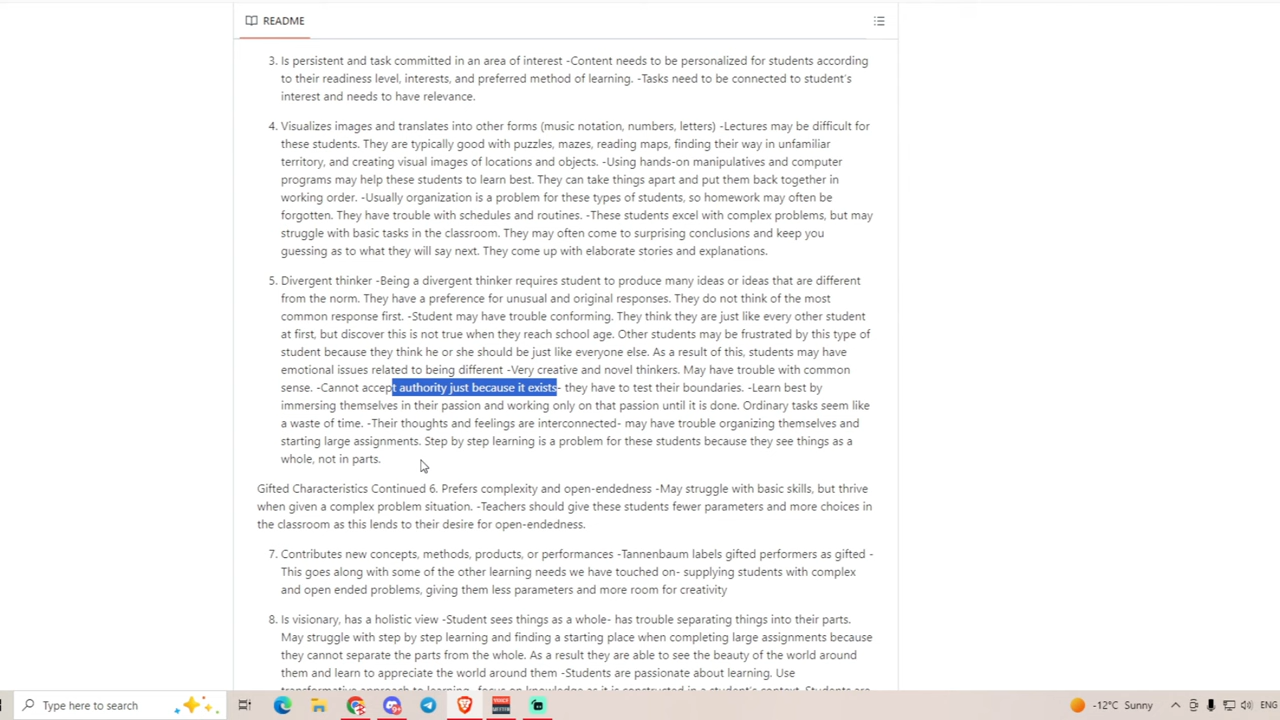 README
3. Is persistent and task committed in an area of interest -Content needs to be personalized for students according
to their readiness level, interests, and preferred method of learning. -Tasks need to be connected to student's
interest and needs to have relevance.
4. Visualizes images and translates into other forms (music notation, numbers, letters) -Lectures may be difficult for
these students. They are typically good with puzzles, mazes, reading maps, finding their way in unfamiliar
territory, and creating visual images of locations and objects. -Using hands-on manipulatives and computer
programs may help these students to learn best. They can take things apart and put them back together in
working order. -Usually organization is a problem for these types of students, so homework may often be
forgotten. They have trouble with schedules and routines. -These students excel with complex problems, but may
struggle with basic tasks in the classroom. They may often come to surprising conclusions and keep you
guessing as to what they will say next. They come up with elaborate stories and explanations.
5. Divergent thinker -Being a divergent thinker requires student to produce many ideas or ideas that are different
from the norm. They have a preference for unusual and original responses. They do not think of the most
common response first. -Student may have trouble conforming. They think they are just like every other student
at first, but discover this is not true when they reach school age. Other students may be frustrated by this type of
student because they think he or she should be just like everyone else. As a result of this, students may have
emotional issues related to being different -Very creative and novel thinkers. May have trouble with common
sense. -Cannot accept authority just because it exists- they have to test their boundaries. -Learn best by
immersing themselves in their passion and working only on that passion until it is done. Ordinary tasks seem like
a waste of time. -Their thoughts and feelings are interconnected- may have trouble organizing themselves and
starting large assignments. Step by step learning is a problem for these students because they see things as a
whole, not in parts.
Gifted Characteristics Continued 6. Prefers complexity and open-endedness -May struggle with basic skills, but thrive
when given a complex problem situation. -Teachers should give these students fewer parameters and more choices in
the classroom as this lends to their desire for open-endedness.
7. Contributes new concepts, methods, products, or performances -Tannenbaum labels gifted performers as gifted -
This goes along with some of the other learning needs we have touched on- supplying students with complex
and open ended problems, giving them less parameters and more room for creativity
8. Is visionary, has a holistic view -Student sees things as a whole- has trouble separating things into their parts.
May struggle with step by step learning and finding a starting place when completing large assignments because
they cannot separate the parts from the whole. As a result they are able to see the beauty of the world around
them and learn to appreciate the world around them -Students are passionate about learning. Use
transformative approach to learning- focus on knowledge as it is constructed in a student's context. Students are
Type here to search
-12°C Sunny
ENG